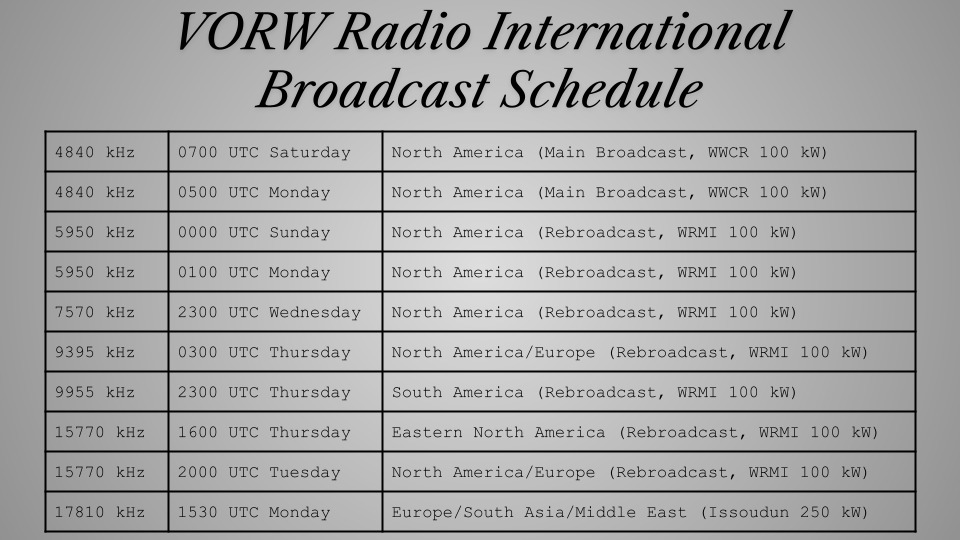 VORW Radio International
Broadcast Schedule
4840 kHz 0700 UTC Saturday North America (Main Broadcast, WWCR 100 kW)
4840 kHz 0500 UTC Monday North America (Main Broadcast, WWCR 100 kW)
5950 kHz 0000 UTC Sunday North America (Rebroadcast, WRMI 100 kW)
5950 kHz 0100 UTC Monday North America (Rebroadcast, WRMI 100 kW)
7570 kHz 2300 UTC Wednesday North America (Rebroadcast, WRMI 100 kW)
9395 kHz 0300 UTC Thursday North America/Europe (Rebroadcast, WRMI 100 kW)
9955 kHz 2300 UTC Thursday South America (Rebroadcast, WRMI 100 kW)
15770 kHz 1600 UTC Thursday Eastern North America (Rebroadcast, WRMI 100 kW)
15770 kHz 2000 UTC Tuesday North America/Europe (Rebroadcast, WRMI 100 kW)
17810 kHz 1530 UTC Monday Europe/South Asia/Middle East (Issoudun 250 kW)